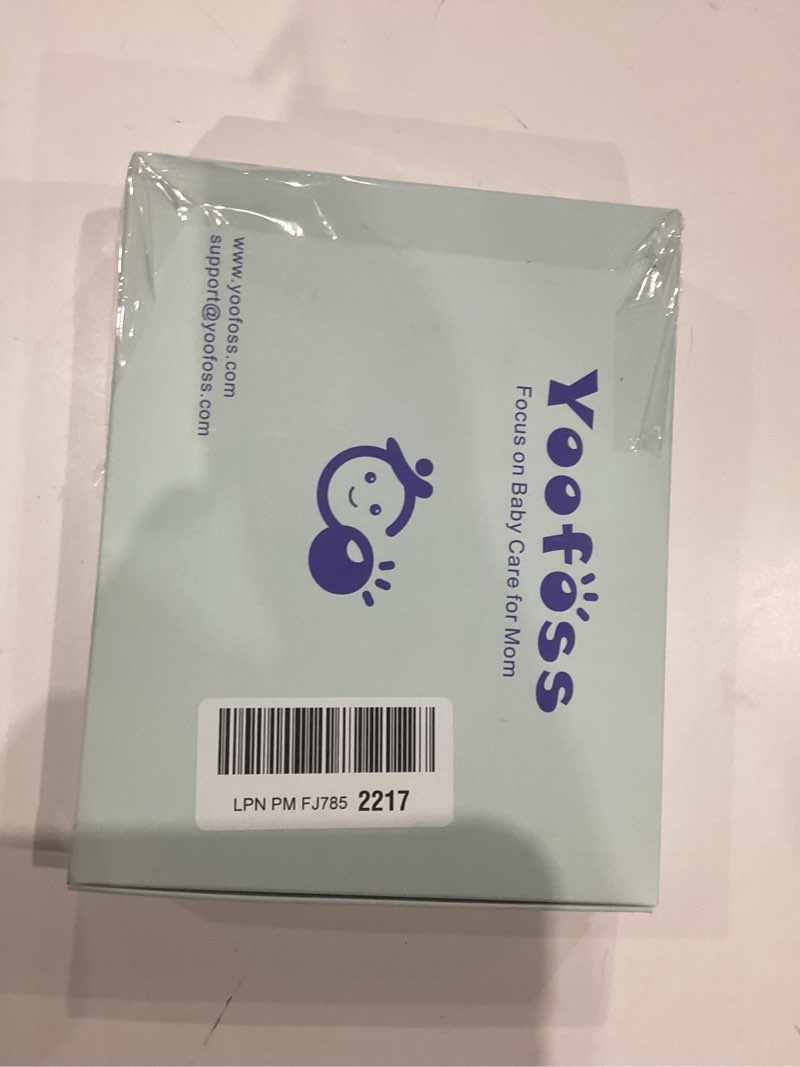 Yoofoss
Focus on Baby Care for Mom
www.yoofoss.com
support@yoofoss.com
LPN PM FJ785 2217